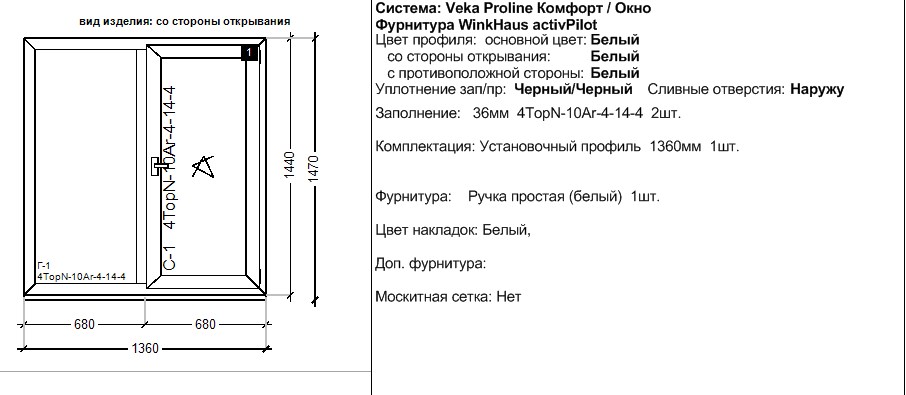 вид изделия: со стороны открывания
1
С-1 4TopN-10Ar-4-14-4
Г-1
4TopN-10Ar-4-14-4
1440
1470
680
680
1360
Система: Veka Proline Комфорт / Окно
Фурнитура WinkHaus activPilot
Цвет профиля: основной цвет: Белый
со стороны открывания: Белый
с противоположной стороны: Белый
Уплотнение зап/пр: Черный/Черный Сливные отверстия: Наружу
Заполнение: 36мм 4TopN-10Ar-4-14-4 2шт.
Комплектация: Установочный профиль 1360мм 1шт.
Фурнитура: Ручка простая (белый) 1шт.
Цвет накладок: Белый,
Доп. фурнитура:
Москитная сетка: Нет